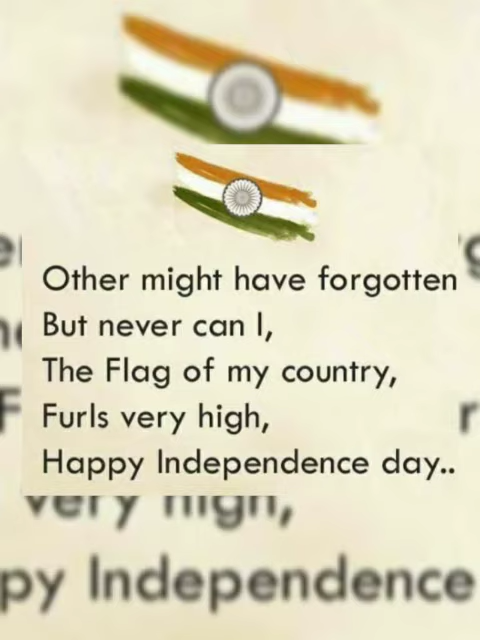 Other might have forgotten
But never can I,
The Flag of my country,
Furls very high,
Happy Independence day..